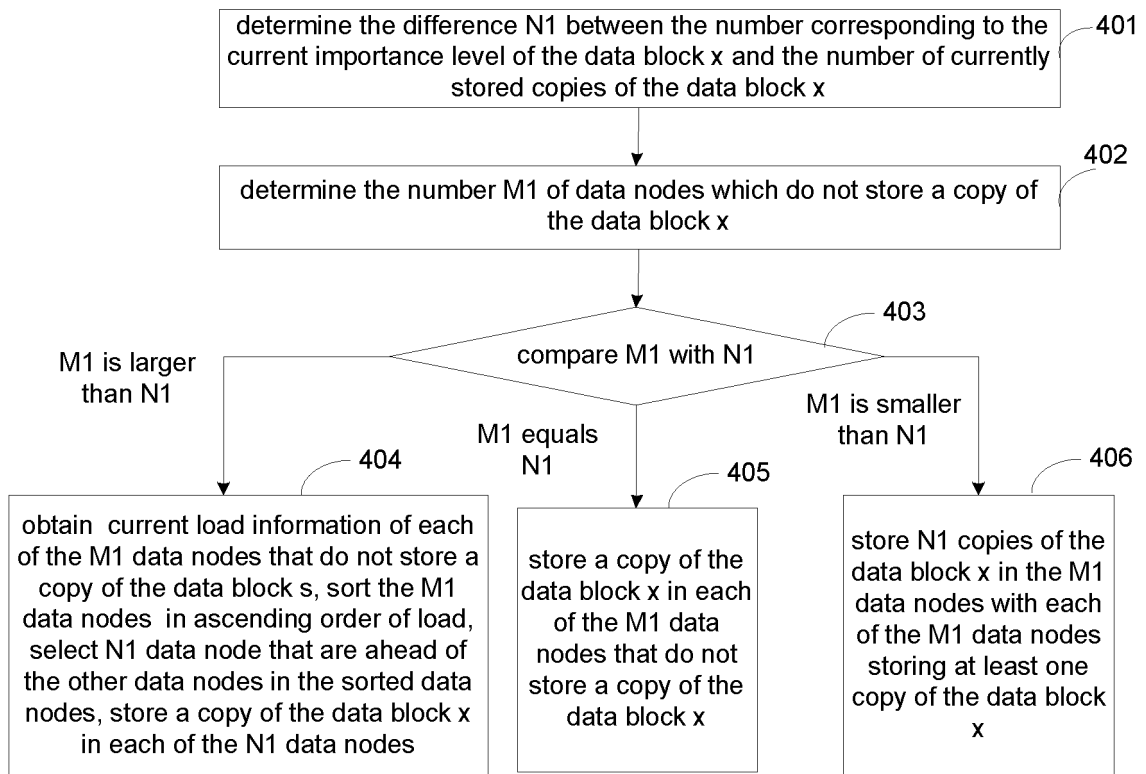 determine the difference N1 between the number corresponding to the
current importance level of the data block x and the number of currently
stored copies of the data block x
401
determine the number M1 of data nodes which do not store a copy of
the data block x
402
compare M1 with N1
403
M1 is larger
than N1
M1 equals
N1
M1 is smaller
than N1
404
obtain current load information of each
of the M1 data nodes that do not store a
copy of the data block s, sort the M1
data nodes in ascending order of load,
select N1 data node that are ahead of
the other data nodes in the sorted data
nodes, store a copy of the data block x
in each of the N1 data nodes
405
store a copy of the
data block x in each
of the M1 data
nodes that do not
store a copy of the
data block x
406
store N1 copies of the
data block x in the M1
data nodes with each
of the M1 data nodes
storing at least one
copy of the data block
x